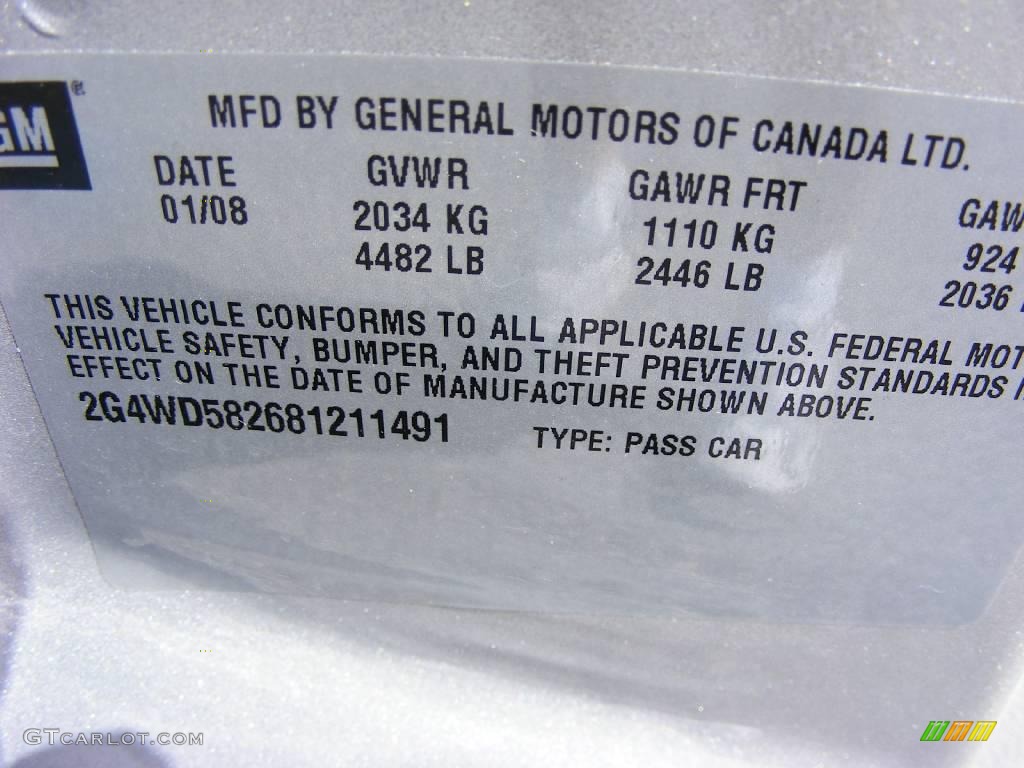 GM ®
MFD BY GENERAL MOTORS OF CANADA LTD.
DATE GVWR GAWR FRT GAW
01/08 2034 KG 1110 KG 924
4482 LB 2446 LB 2036
THIS VEHICLE CONFORMS TO ALL APPLICABLE U.S. FEDERAL MOT
VEHICLE SAFETY, BUMPER, AND THEFT PREVENTION STANDARDS
EFFECT ON THE DATE OF MANUFACTURE SHOWN ABOVE.
2G4WD582681211491 TYPE: PASS CAR
GTCARLOT.COM